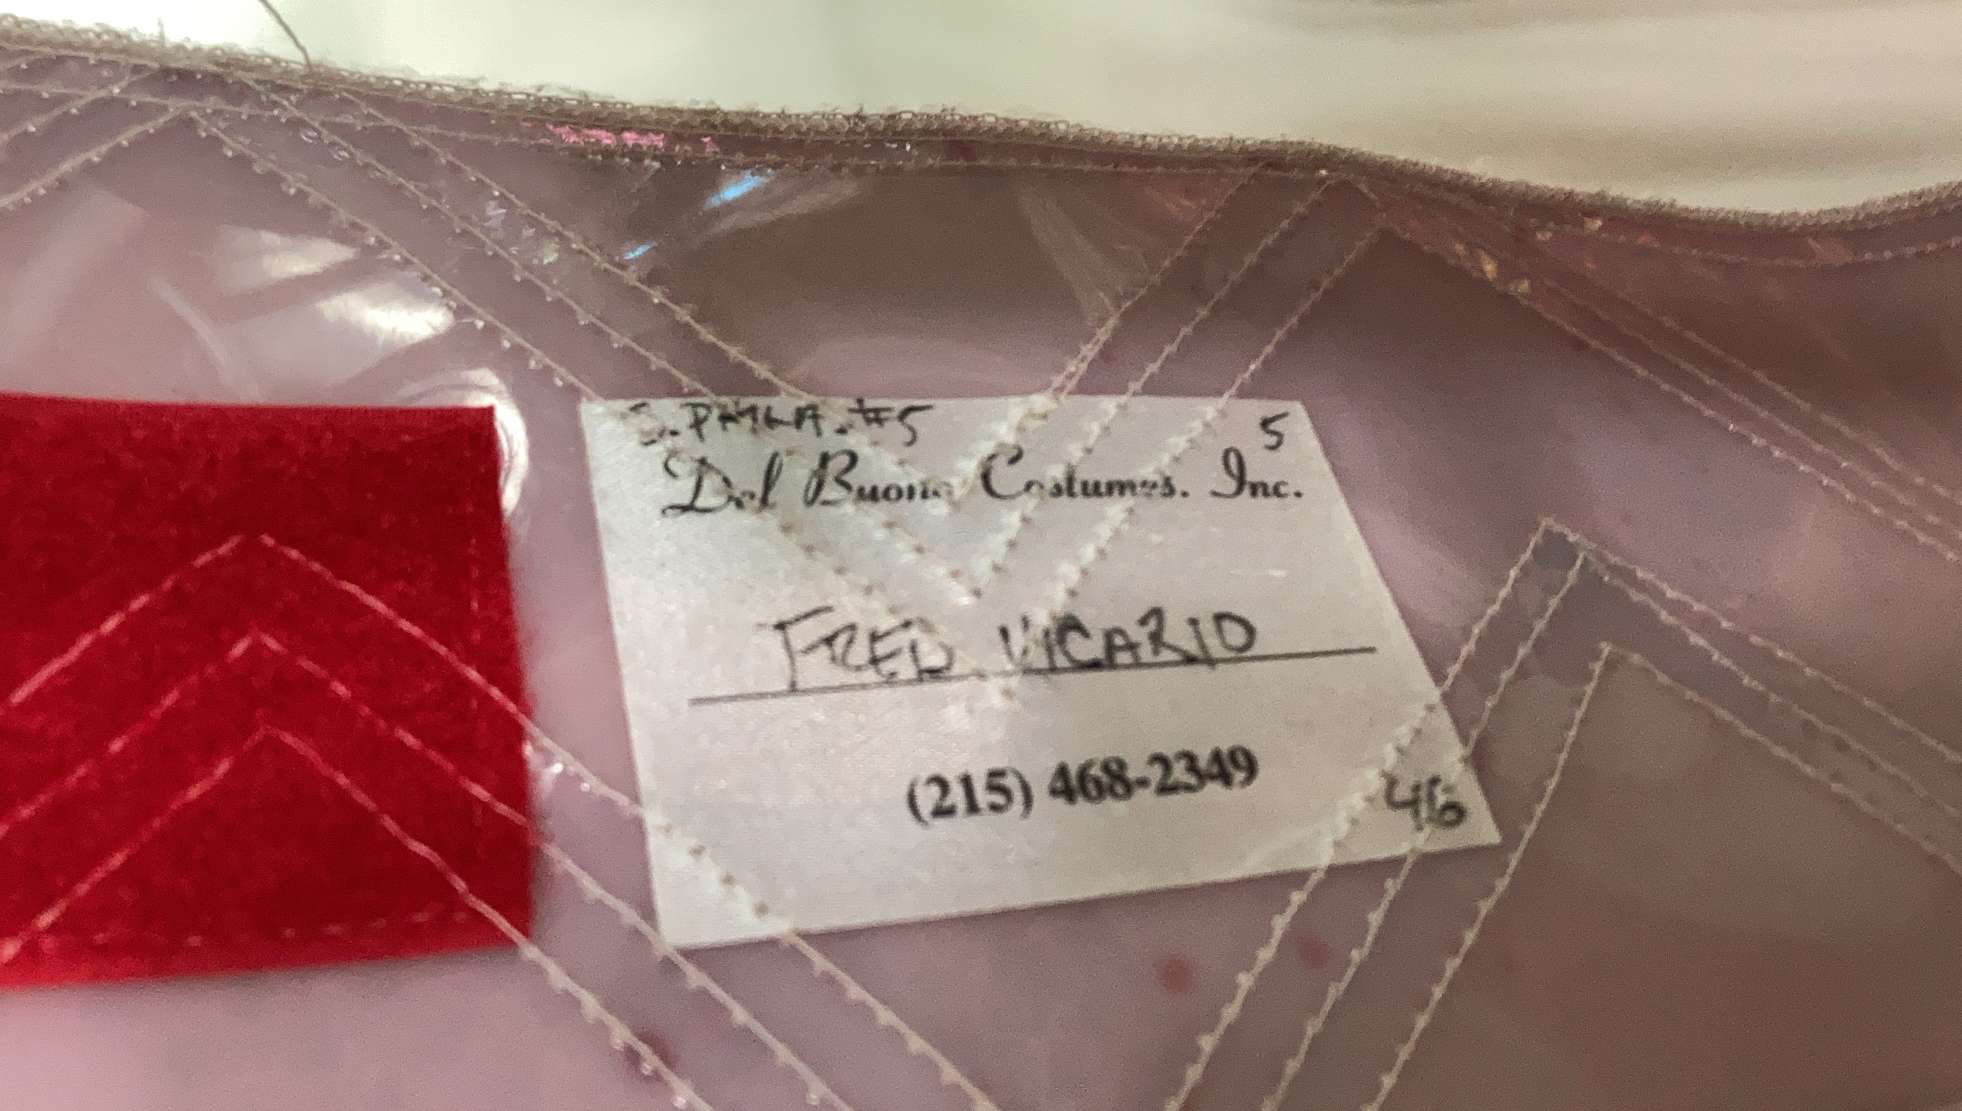 S. PHILA. #5
5
Del Buono Costumes, Inc.
FRED VICARIO
(215) 468-2349
46